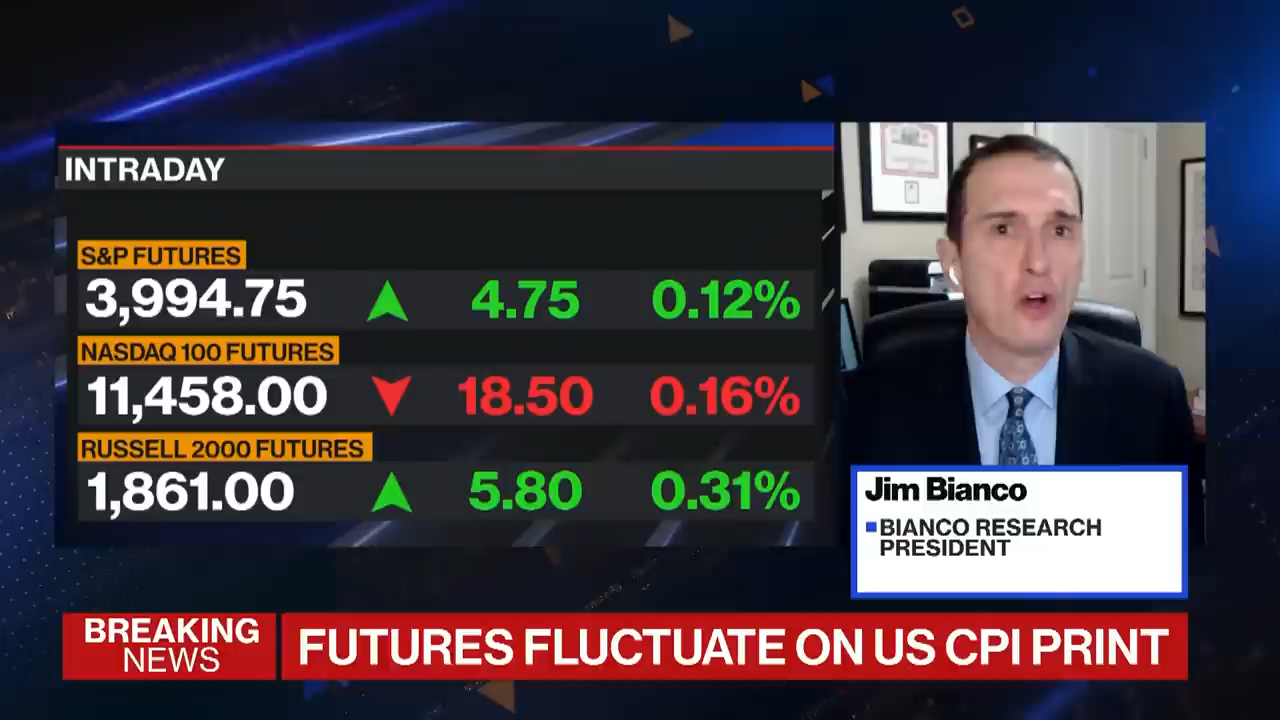 INTRADAY
S&P FUTURES
3,994.75 4.75 0.12%
NASDAQ 100 FUTURES
11,458.00 18.50 0.16%
RUSSELL 2000 FUTURES
1,861.00 5.80 0.31%
Jim Bianco
BIANCO RESEARCH
PRESIDENT
BREAKING
NEWS
FUTURES FLUCTUATE ON US CPI PRINT